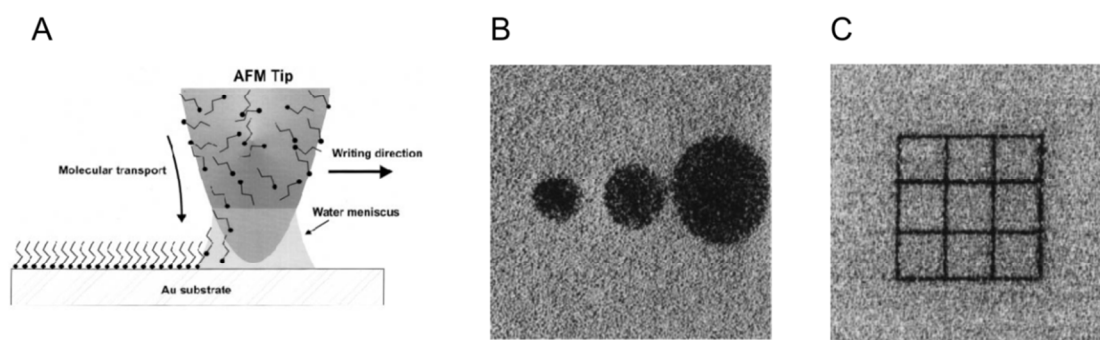 A
B
C
AFM Tip
Molecular transport
Writing direction
Water meniscus
Au substrate